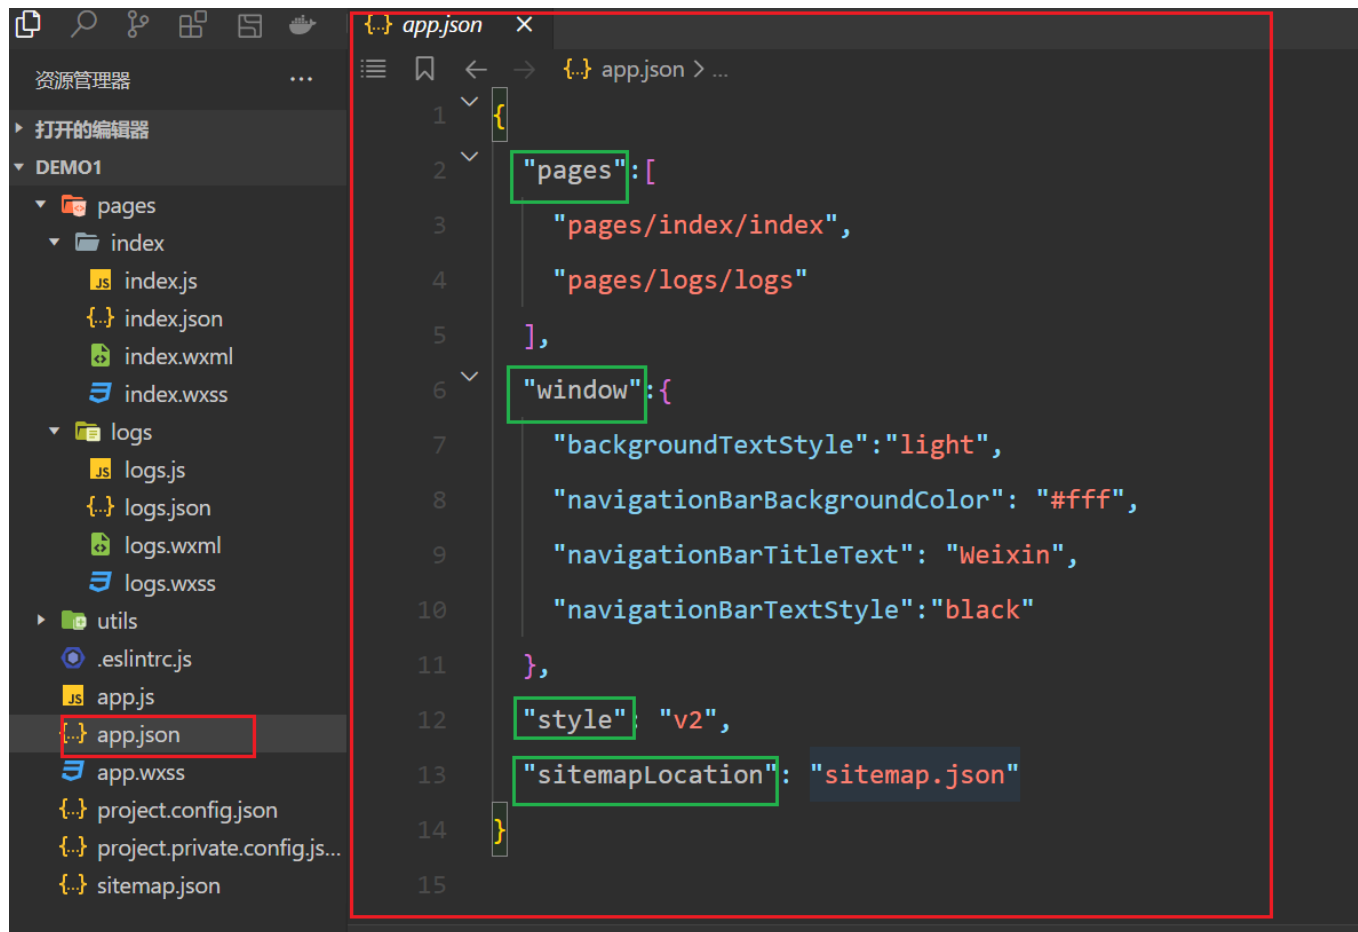 资源管理器 ...
打开的编辑器
DEMO1
pages
index
index.js
index.json
index.wxml
index.wxss
logs
logs.js
logs.json
logs.wxml
logs.wxss
utils
.eslintrc.js
app.js
app.json
app.wxss
project.config.json
project.private.config.js...
sitemap.json
app.json ×
app.json > ...
1 {
2 "pages":[
3 "pages/index/index",
4 "pages/logs/logs"
5 ],
6 "window":{
7 "backgroundTextStyle":"light",
8 "navigationBarBackgroundColor": "#fff",
9 "navigationBarTitleText": "Weixin",
10 "navigationBarTextStyle":"black"
11 },
12 "style": "v2",
13 "sitemapLocation": "sitemap.json"
14 }
15